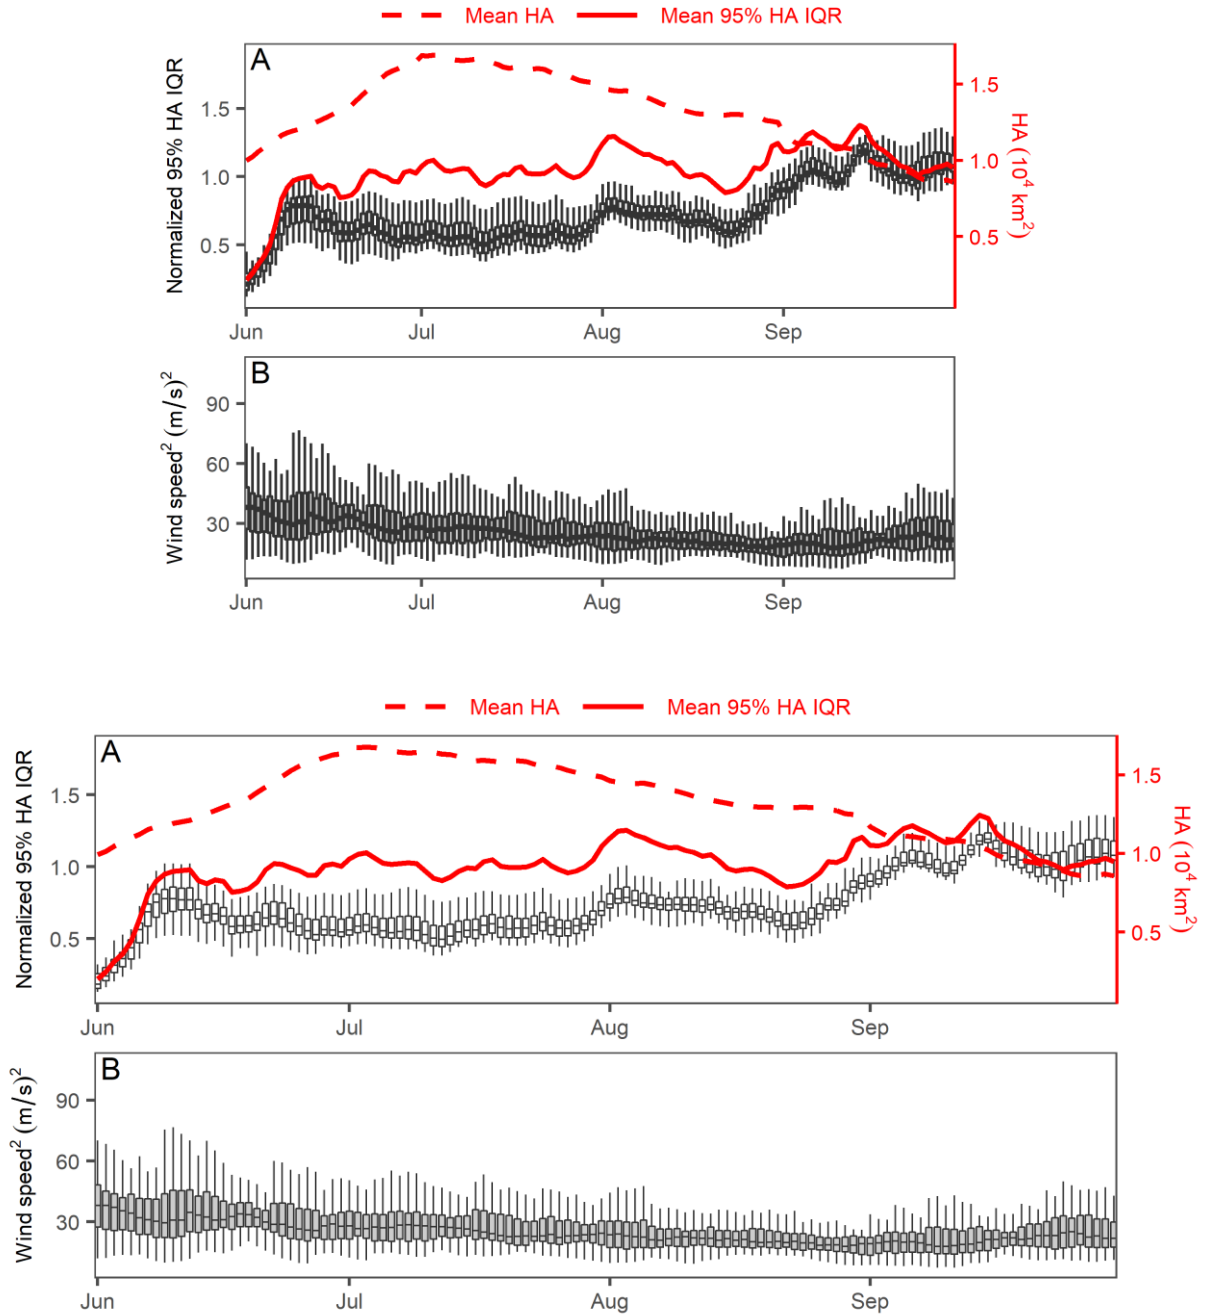 Mean HA Mean 95% HA IQR
A
Normalized 95% HA IQR
1.5
1.0
0.5
1.5
1.0
0.5
HA (10⁴ km²)
Jun Jul Aug Sep
B
Wind speed² (m/s)²
90
60
30
Jun Jul Aug Sep
Mean HA Mean 95% HA IQR
A
Normalized 95% HA IQR
1.5
1.0
0.5
1.5
1.0
0.5
HA (10⁴ km²)
Jun Jul Aug Sep
B
Wind speed² (m/s)²
90
60
30
Jun Jul Aug Sep